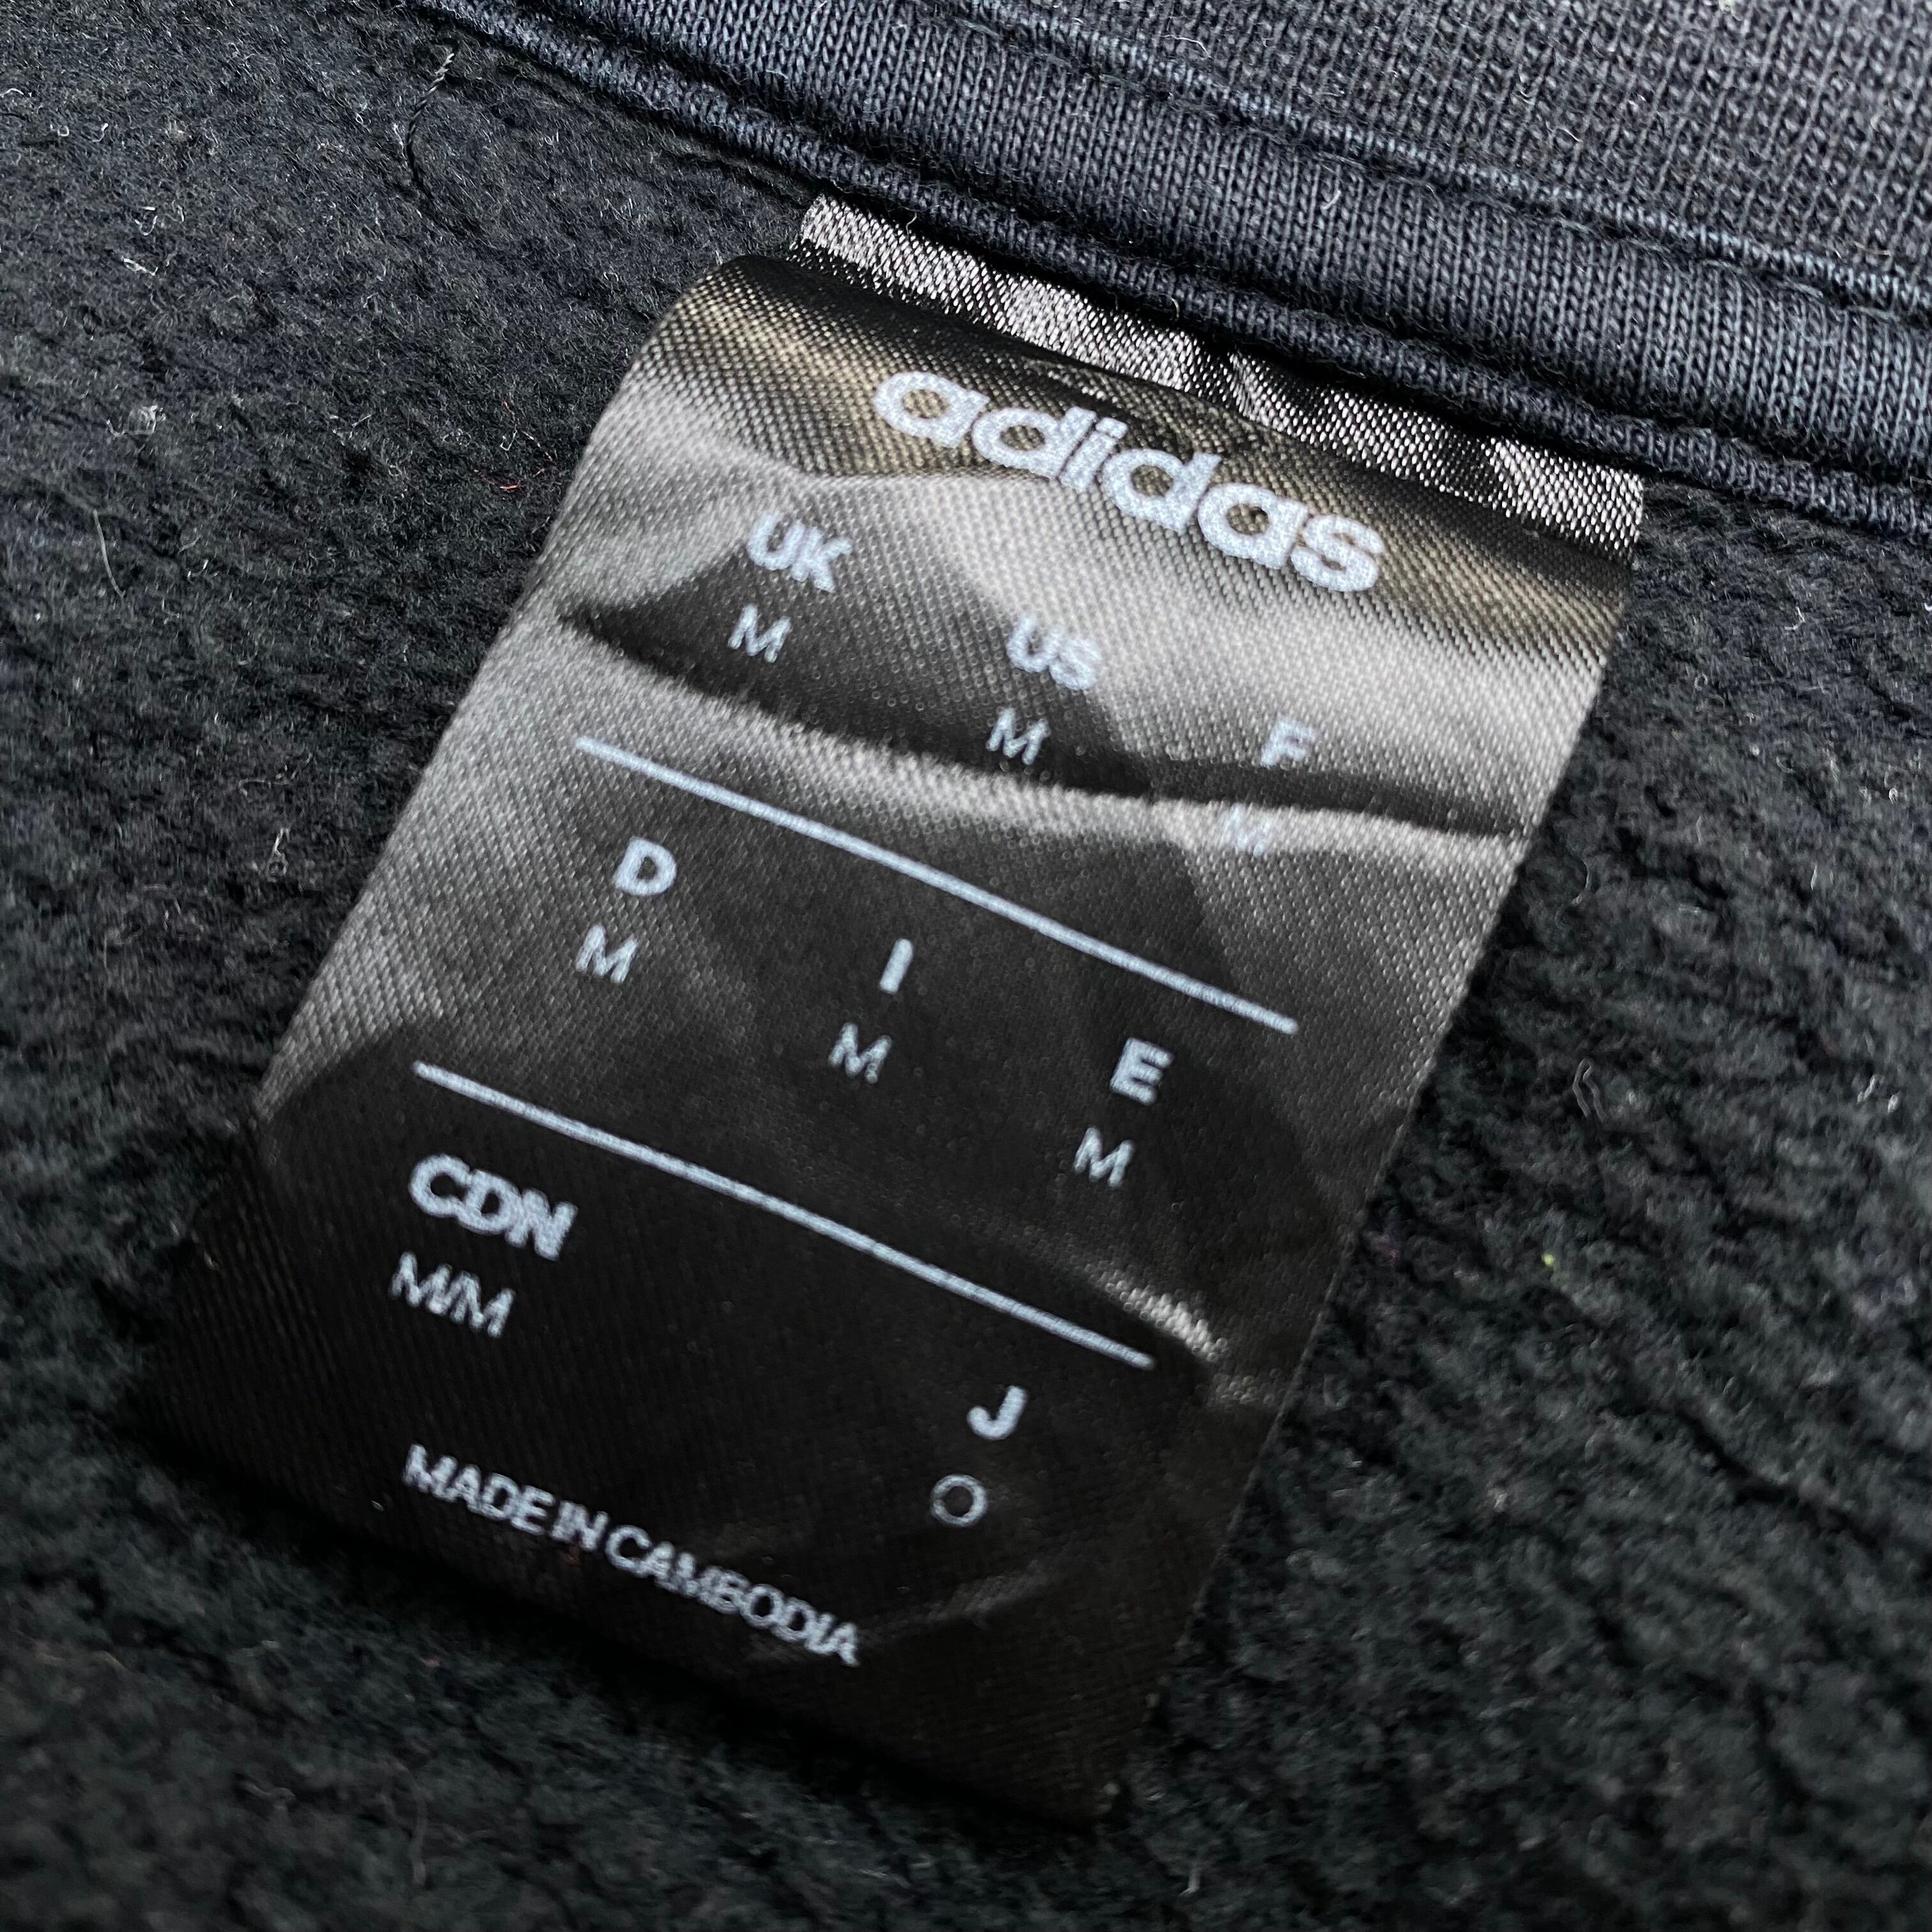 adidas
UK US F
M M M
D I E
M M M
CDN J
M/M O
MADE IN CAMBODIA